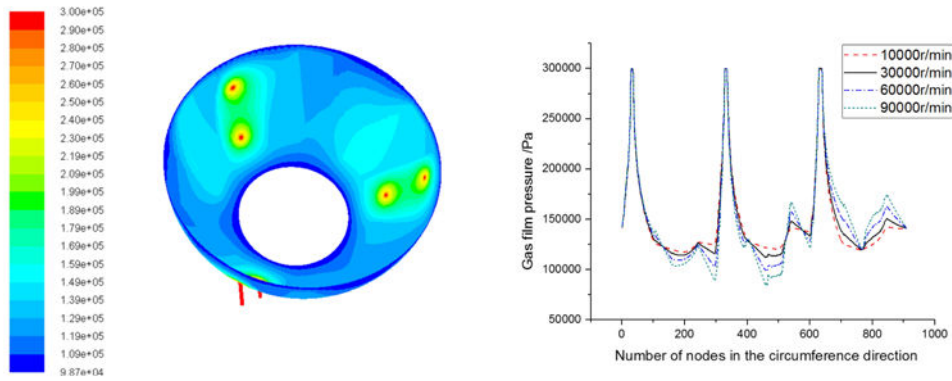 3.00e+05
2.90e+05
2.80e+05
2.70e+05
2.60e+05
2.50e+05
2.40e+05
2.30e+05
2.19e+05
2.09e+05
1.99e+05
1.89e+05
1.79e+05
1.69e+05
1.59e+05
1.49e+05
1.39e+05
1.29e+05
1.19e+05
1.09e+05
9.87e+04
10000r/min
30000r/min
60000r/min
90000r/min
Gas film pressure /Pa
300000
250000
200000
150000
100000
50000
0 200 400 600 800 1000
Number of nodes in the circumference direction